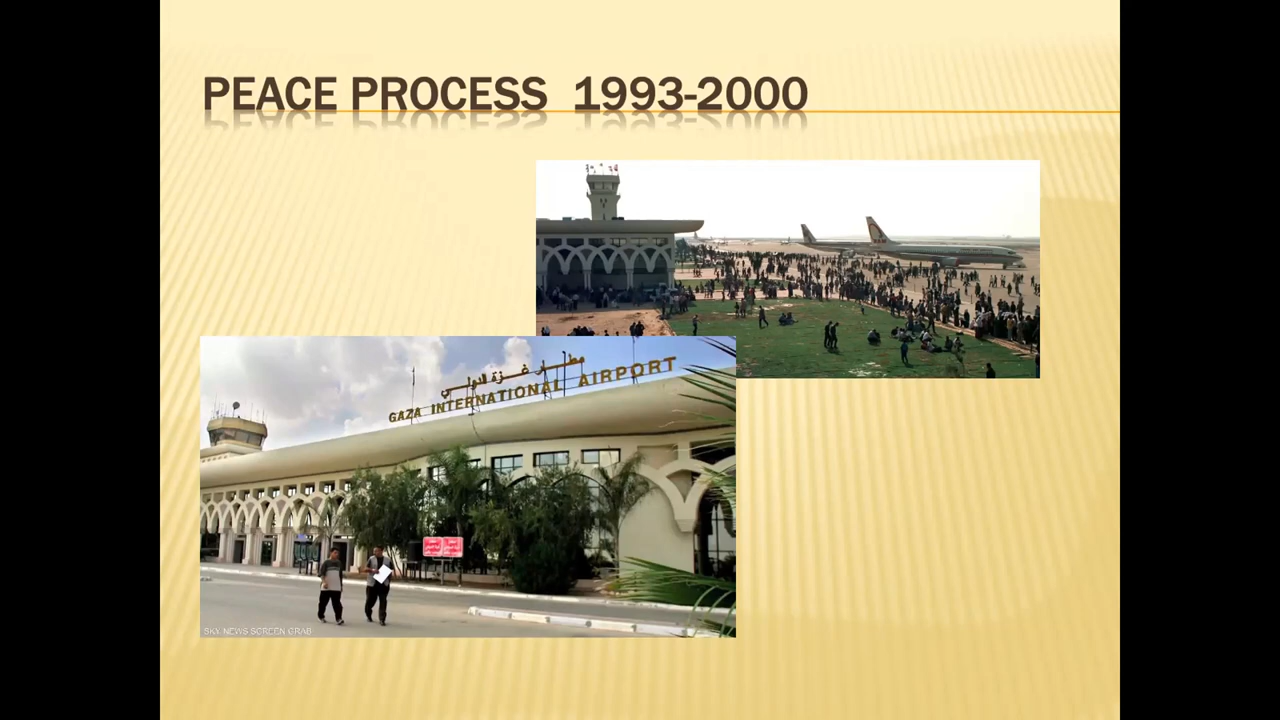 PEACE PROCESS 1993-2000
مطار غزة الدولي
GAZA INTERNATIONAL AIRPORT
SKY NEWS SCREEN GRAB